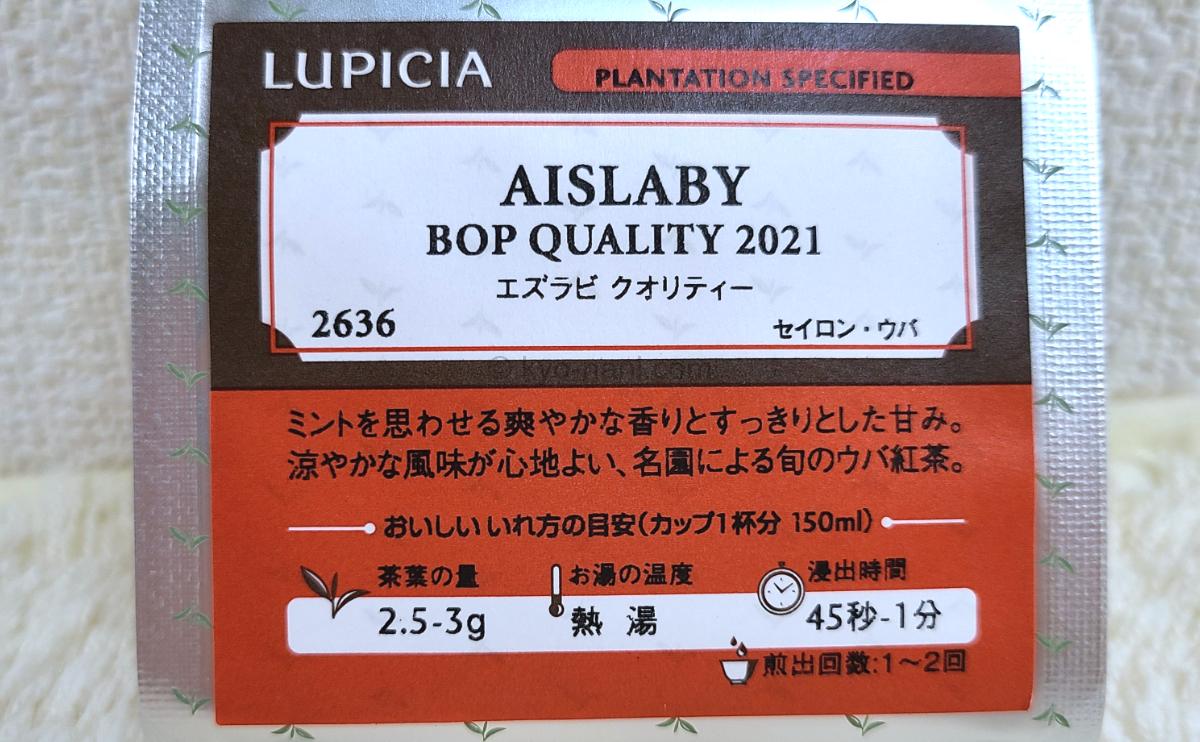 LUPICIA
PLANTATION SPECIFIED
AISLABY
BOP QUALITY 2021
エズラビ クオリティー
2636 セイロン・ウバ
© kyo-nani.com
ミントを思わせる爽やかな香りとすっきりとした甘み。
涼やかな風味が心地よい、名園による旬のウバ紅茶。
おいしいいれ方の目安(カップ1杯分 150ml)
茶葉の量 お湯の温度 浸出時間
2.5-3g 熱 湯 45秒-1分
煎出回数:1〜2回